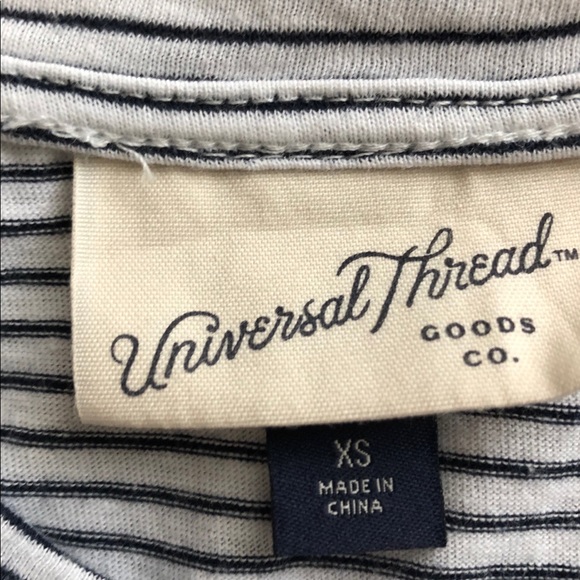 Universal Thread™
GOODS
CO.
XS
MADE IN
CHINA